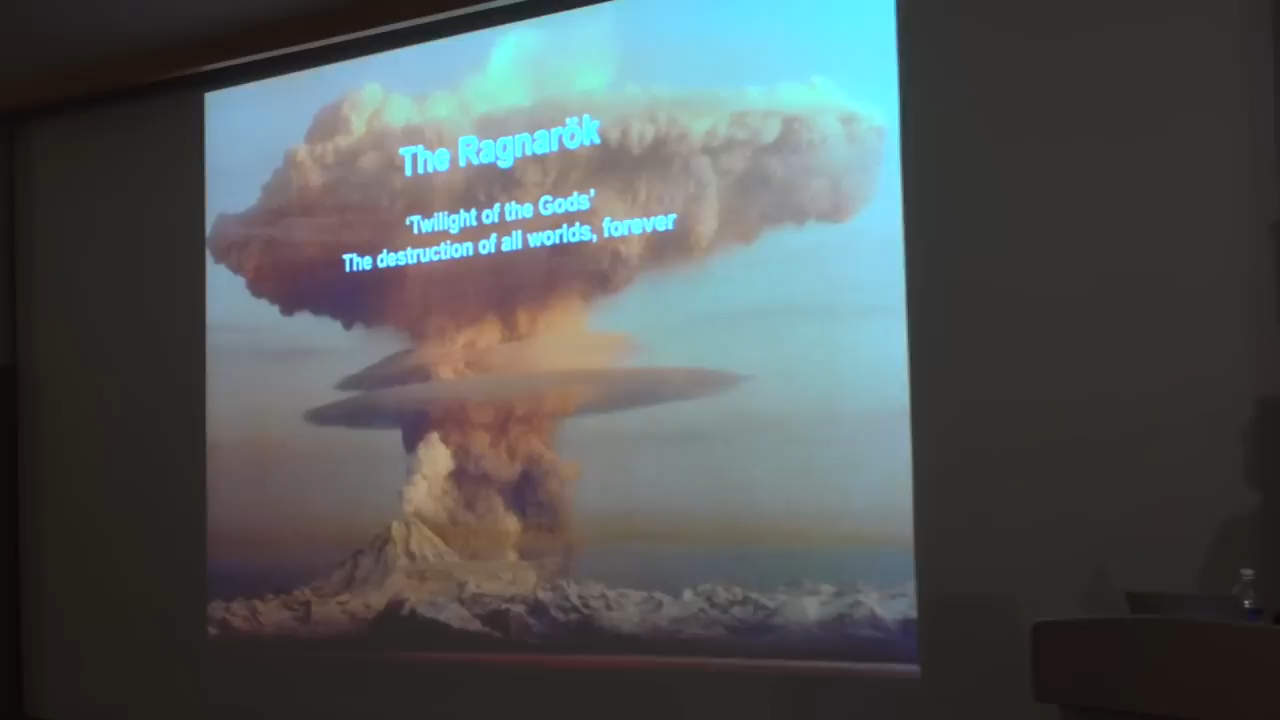 The Ragnarök
‘Twilight of the Gods’
The destruction of all worlds, forever